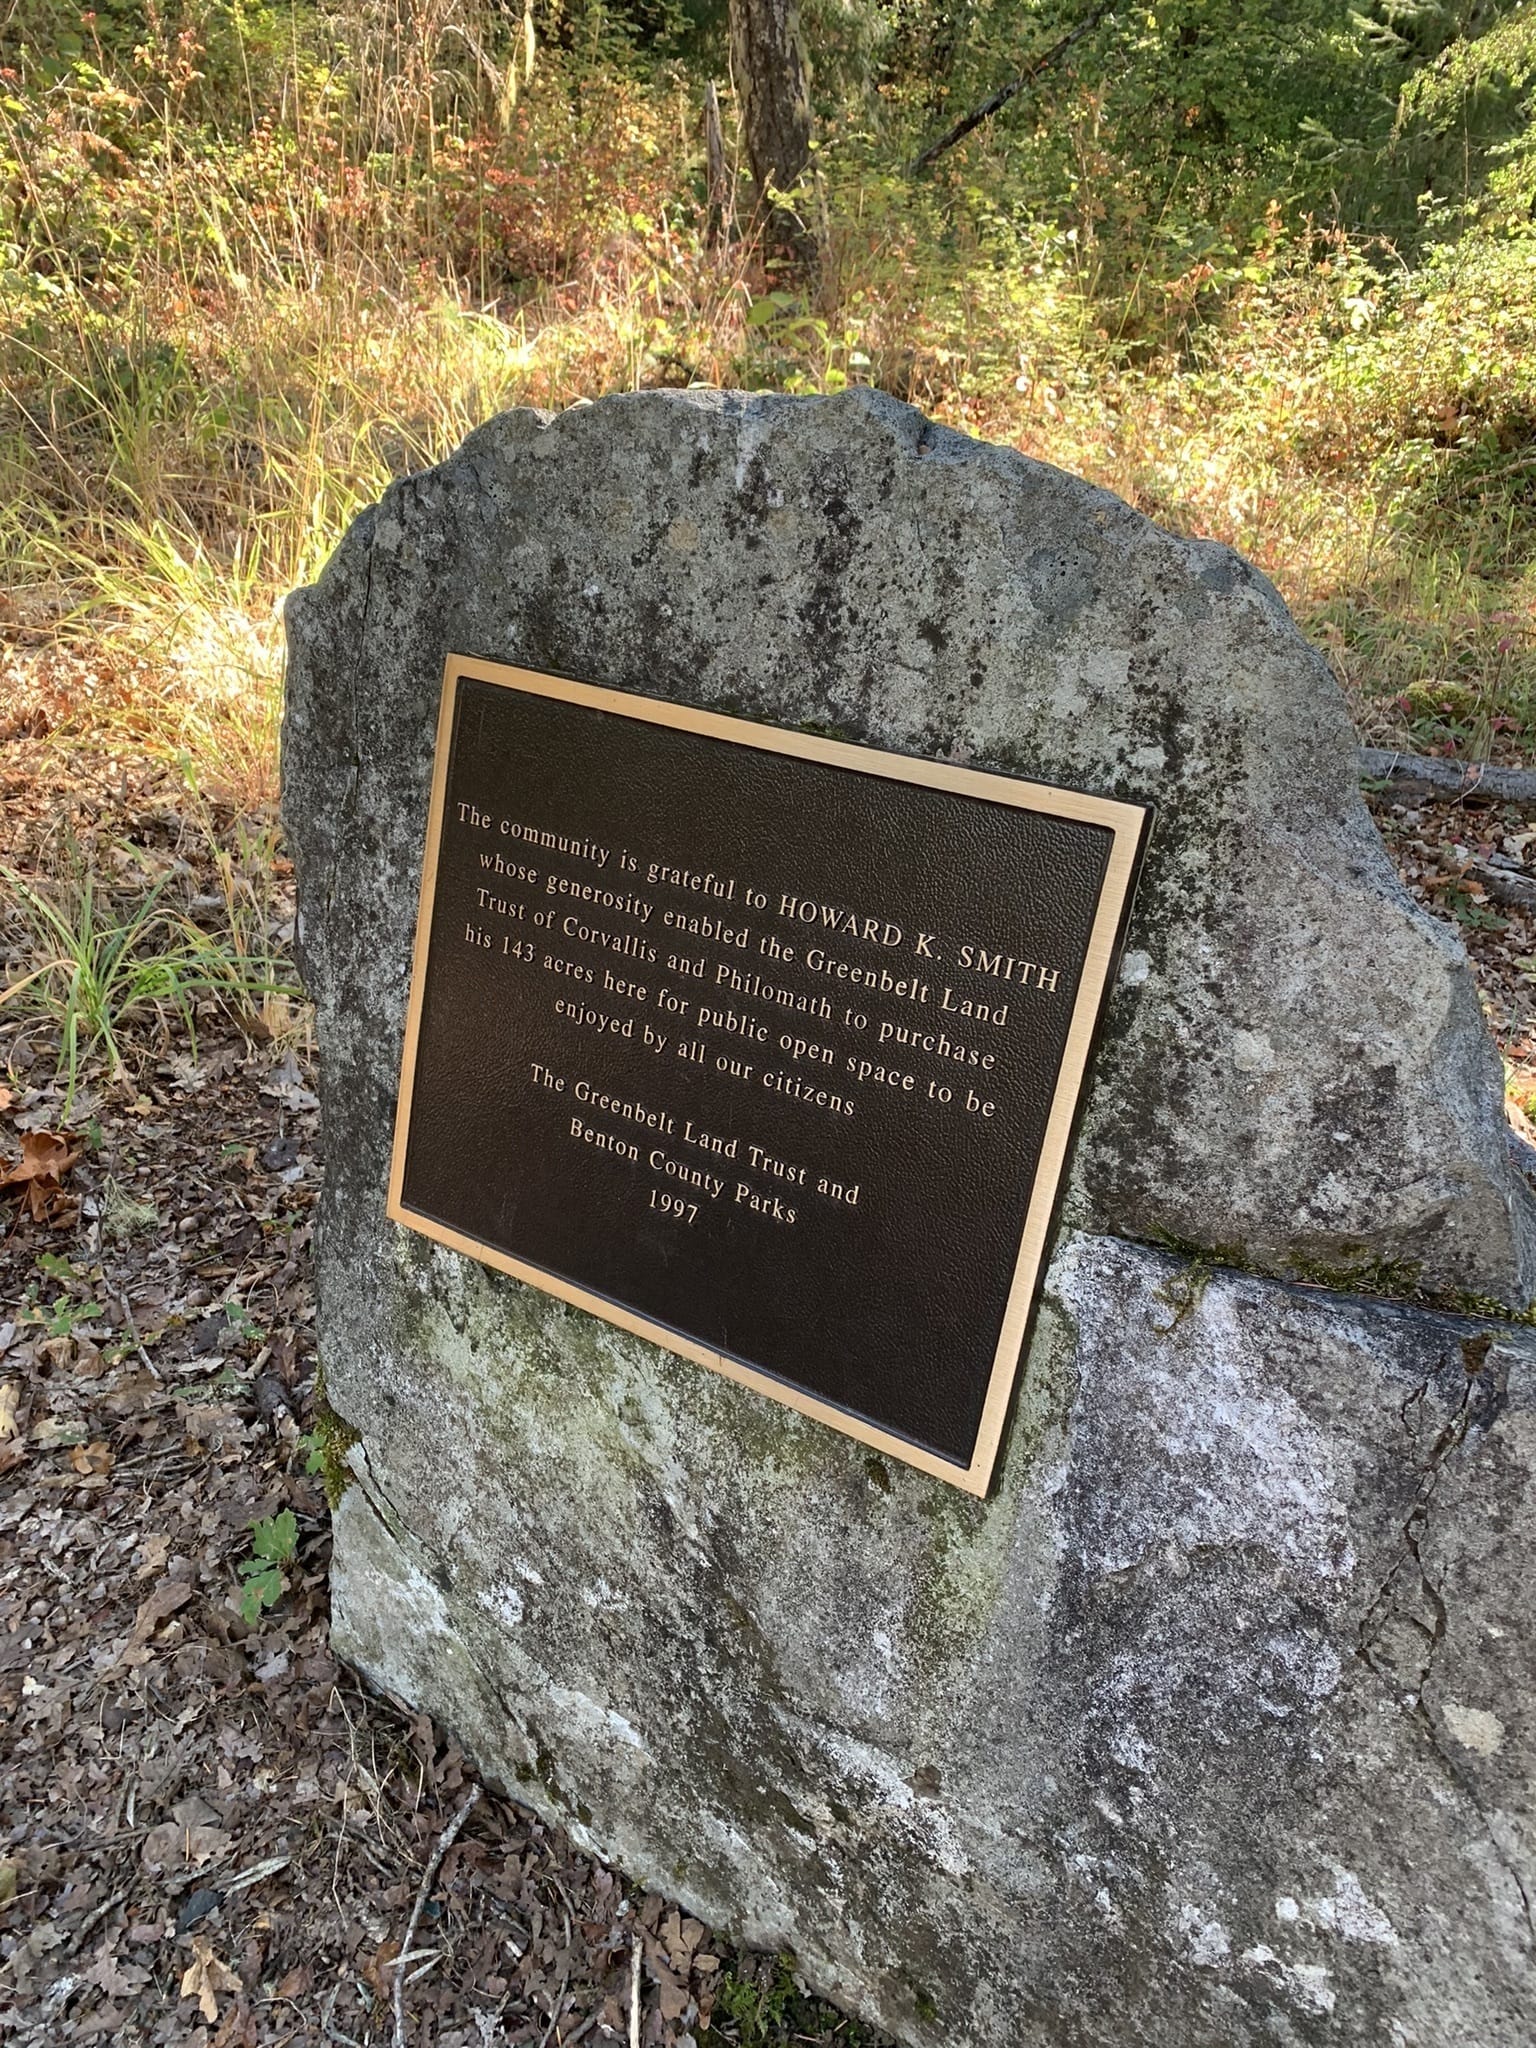 The community is grateful to HOWARD K. SMITH
whose generosity enabled the Greenbelt Land
Trust of Corvallis and Philomath to purchase
his 143 acres here for public open space to be
enjoyed by all our citizens
The Greenbelt Land Trust and
Benton County Parks
1997